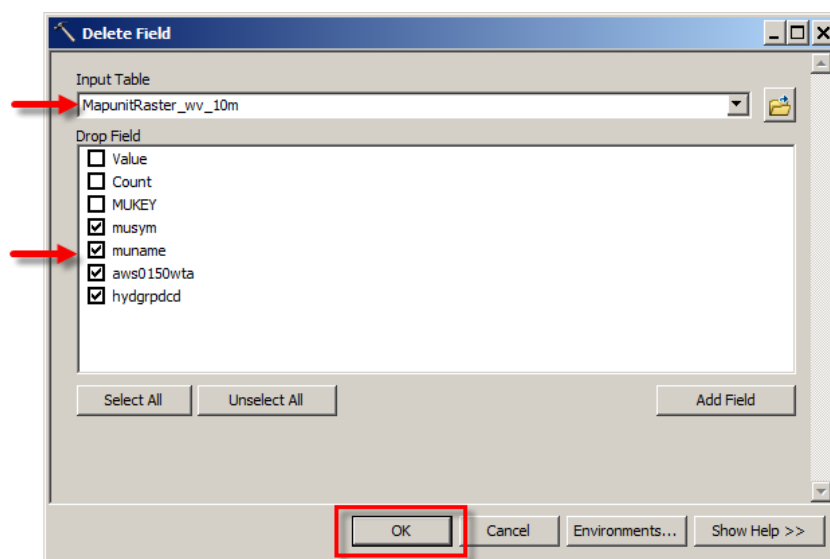 Delete Field
Input Table
MapunitRaster_wv_10m
Drop Field
Value
Count
MUKEY
musym
muname
aws0150wta
hydgrpdcd
Select All Unselect All Add Field
OK Cancel Environments... Show Help >>